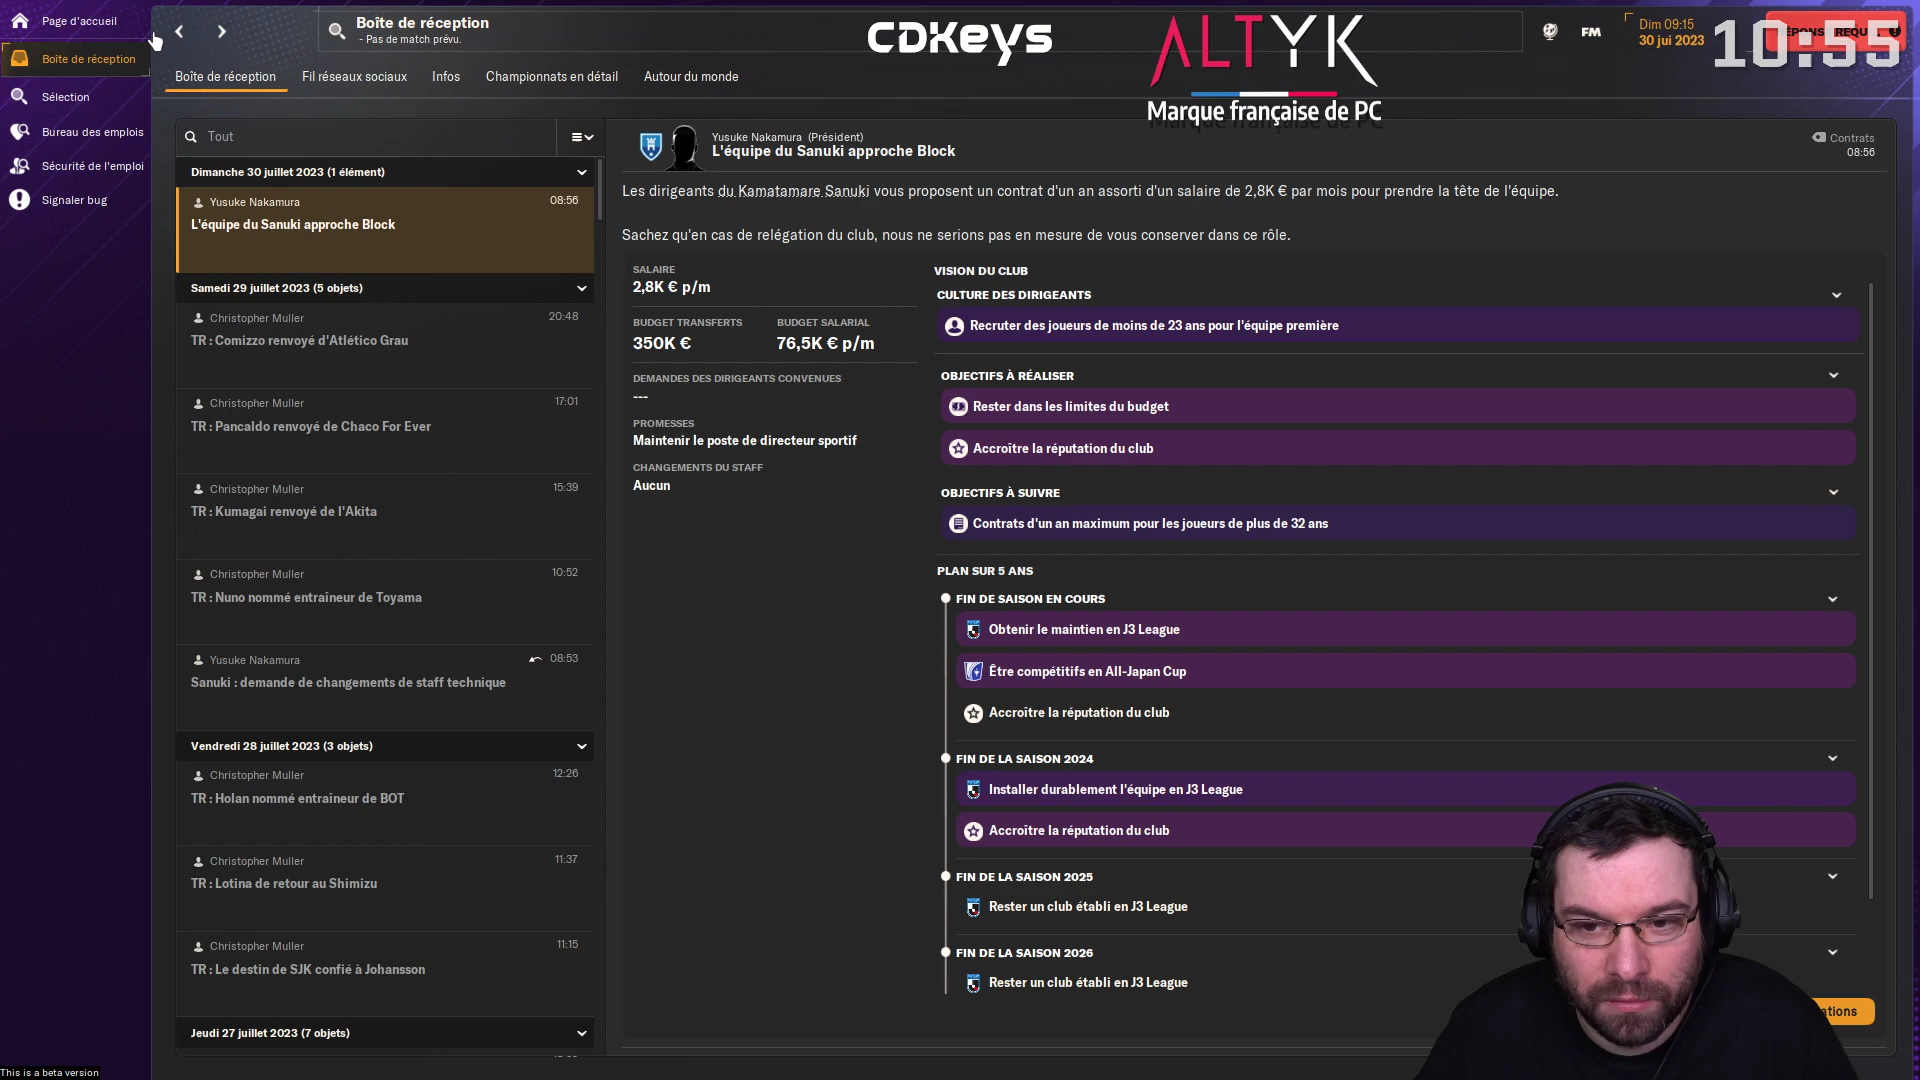 Page d'accueil
Boîte de réception
Sélection
Bureau des emplois
Sécurité de l'emploi
Signaler bug
Boîte de réception
- Pas de match prévu.
CDKeys
ALTYK
Marque française de PC
FM
Dim 09:15
30 jui 2023
10:55
Boîte de réception
Fil réseaux sociaux
Infos
Championnats en détail
Autour du monde
Tout
Dimanche 30 juillet 2023 (1 élément)
Yusuke Nakamura
08:56
L'équipe du Sanuki approche Block
Samedi 29 juillet 2023 (5 objets)
Christopher Muller
20:48
TR : Comizzo renvoyé d'Atlético Grau
Christopher Muller
17:01
TR : Pancaldo renvoyé de Chaco For Ever
Christopher Muller
15:39
TR : Kumagai renvoyé de l'Akita
Christopher Muller
10:52
TR : Nuno nommé entraîneur de Toyama
Yusuke Nakamura
08:53
Sanuki : demande de changements de staff technique
Vendredi 28 juillet 2023 (3 objets)
Christopher Muller
12:26
TR : Holan nommé entraîneur de BOT
Christopher Muller
11:37
TR : Lotina de retour au Shimizu
Christopher Muller
11:15
TR : Le destin de SJK confié à Johansson
Jeudi 27 juillet 2023 (7 objets)
Yusuke Nakamura (Président)
L'équipe du Sanuki approche Block
Contrats
08:56
Les dirigeants du Kamatamare Sanuki vous proposent un contrat d'un an assorti d'un salaire de 2,8K € par mois pour prendre la tête de l'équipe.
Sachez qu'en cas de relégation du club, nous ne serions pas en mesure de vous conserver dans ce rôle.
SALAIRE
2,8K € p/m
BUDGET TRANSFERTS
350K €
BUDGET SALARIAL
76,5K € p/m
DEMANDES DES DIRIGEANTS CONVENUES
---
PROMESSES
Maintenir le poste de directeur sportif
CHANGEMENTS DU STAFF
Aucun
VISION DU CLUB
CULTURE DES DIRIGEANTS
Recruter des joueurs de moins de 23 ans pour l'équipe première
OBJECTIFS À RÉALISER
Rester dans les limites du budget
Accroître la réputation du club
OBJECTIFS À SUIVRE
Contrats d'un an maximum pour les joueurs de plus de 32 ans
PLAN SUR 5 ANS
FIN DE SAISON EN COURS
Obtenir le maintien en J3 League
Être compétitifs en All-Japan Cup
Accroître la réputation du club
FIN DE LA SAISON 2024
Installer durablement l'équipe en J3 League
Accroître la réputation du club
FIN DE LA SAISON 2025
Rester un club établi en J3 League
FIN DE LA SAISON 2026
Rester un club établi en J3 League
This is a beta version